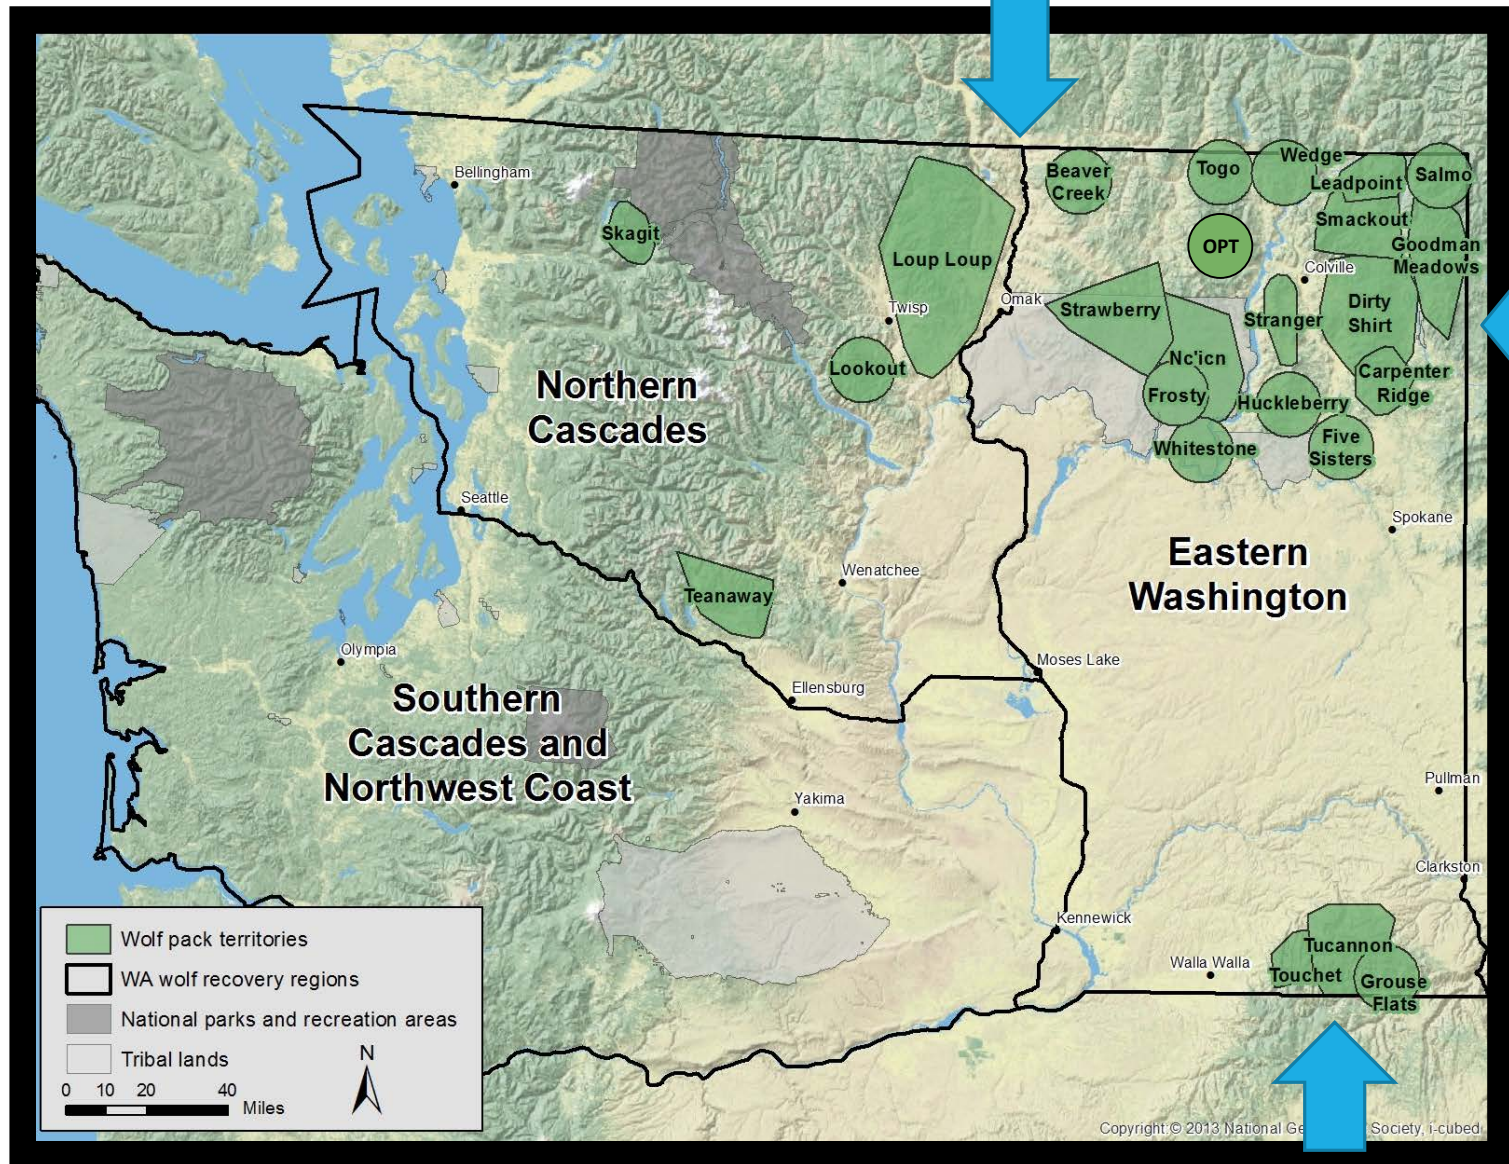 Bellingham
Skagit
Loup Loup
Twisp
Lookout
Omak
Beaver
Creek
Togo
Wedge
Leadpoint
Salmo
OPT
Smackout
Goodman
Meadows
Colville
Strawberry
Stranger
Dirty
Shirt
Nc'icn
Frosty
Huckleberry
Carpenter
Ridge
Whitestone
Five
Sisters
Northern
Cascades
Seattle
Spokane
Eastern
Washington
Wenatchee
Teanaway
Olympia
Moses Lake
Ellensburg
Southern
Cascades and
Northwest Coast
Yakima
Pullman
Clarkston
Kennewick
Walla Walla
Tucannon
Touchet
Grouse
Flats
Wolf pack territories
WA wolf recovery regions
National parks and recreation areas
Tribal lands
N
0 10 20 40
Miles
Copyright:© 2013 National Ge Society, i-cubed